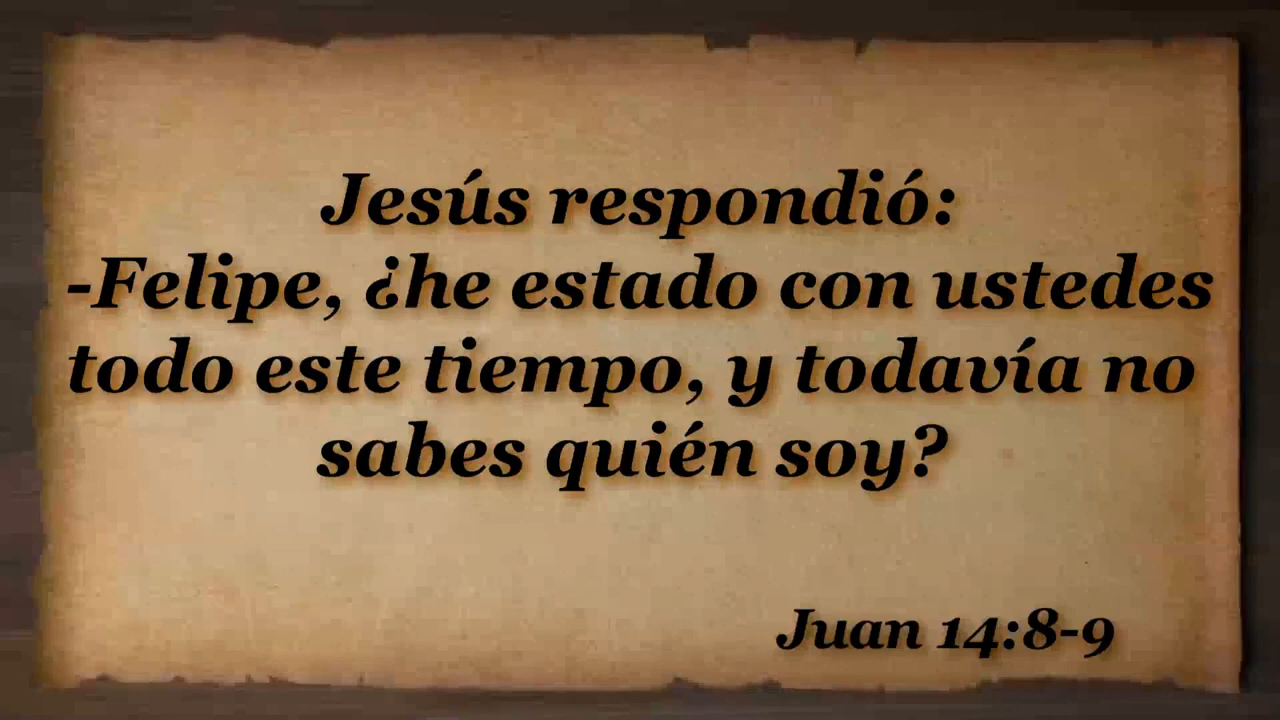 Jesús respondió:
-Felipe, ¿he estado con ustedes
todo este tiempo, y todavía no
sabes quién soy?
Juan 14:8-9